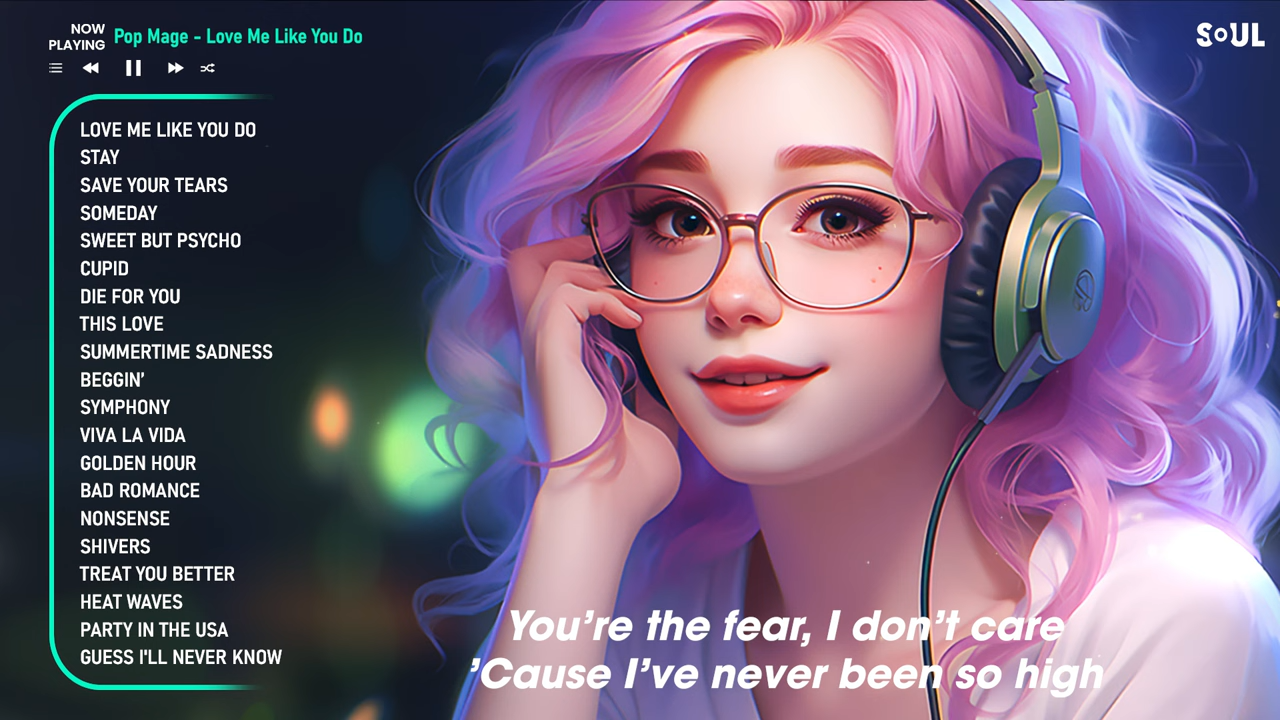 NOW
PLAYING
Pop Mage - Love Me Like You Do
SOUL
LOVE ME LIKE YOU DO
STAY
SAVE YOUR TEARS
SOMEDAY
SWEET BUT PSYCHO
CUPID
DIE FOR YOU
THIS LOVE
SUMMERTIME SADNESS
BEGGIN’
SYMPHONY
VIVA LA VIDA
GOLDEN HOUR
BAD ROMANCE
NONSENSE
SHIVERS
TREAT YOU BETTER
HEAT WAVES
PARTY IN THE USA
GUESS I'LL NEVER KNOW
You’re the fear, I don’t care
’Cause I’ve never been so high